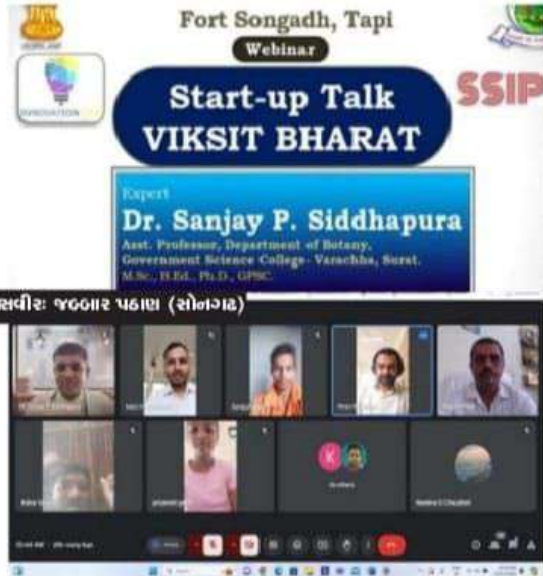 Fort Songadh, Tapi
Webinar
Start-up Talk
VIKSIT BHARAT
SSIP
INNOVATION
Expert
Dr. Sanjay P. Siddhapura
Asst. Professor, Department of Botany,
Government Science College- Varachha, Surat.
M.Sc., B.Ed., Ph.D., GPSC.
સવીરઃ જબ્બાર પઠાણ (સોનગઢ)
K